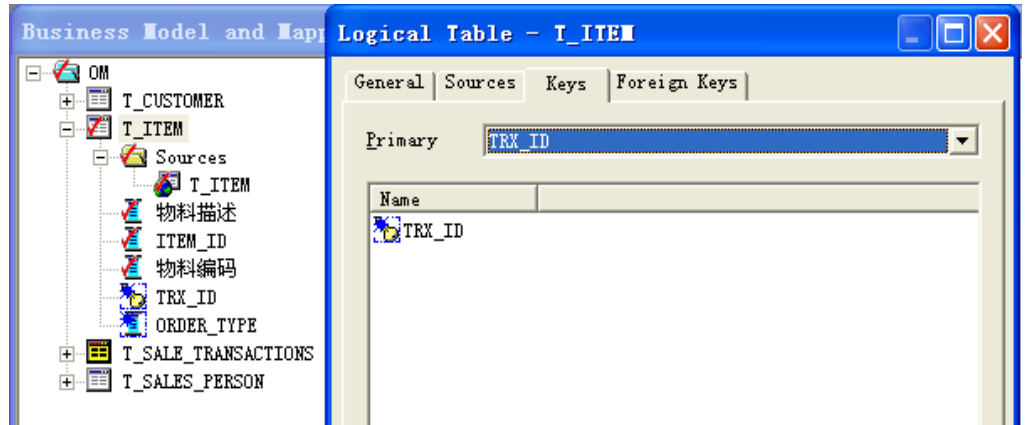 Business Model and Mapp
OM
T_CUSTOMER
T_ITEM
Sources
T_ITEM
物料描述
ITEM_ID
物料编码
TRX_ID
ORDER_TYPE
T_SALE_TRANSACTIONS
T_SALES_PERSON
Logical Table - T_ITEM
General Sources Keys Foreign Keys
Primary TRX_ID
Name
TRX_ID